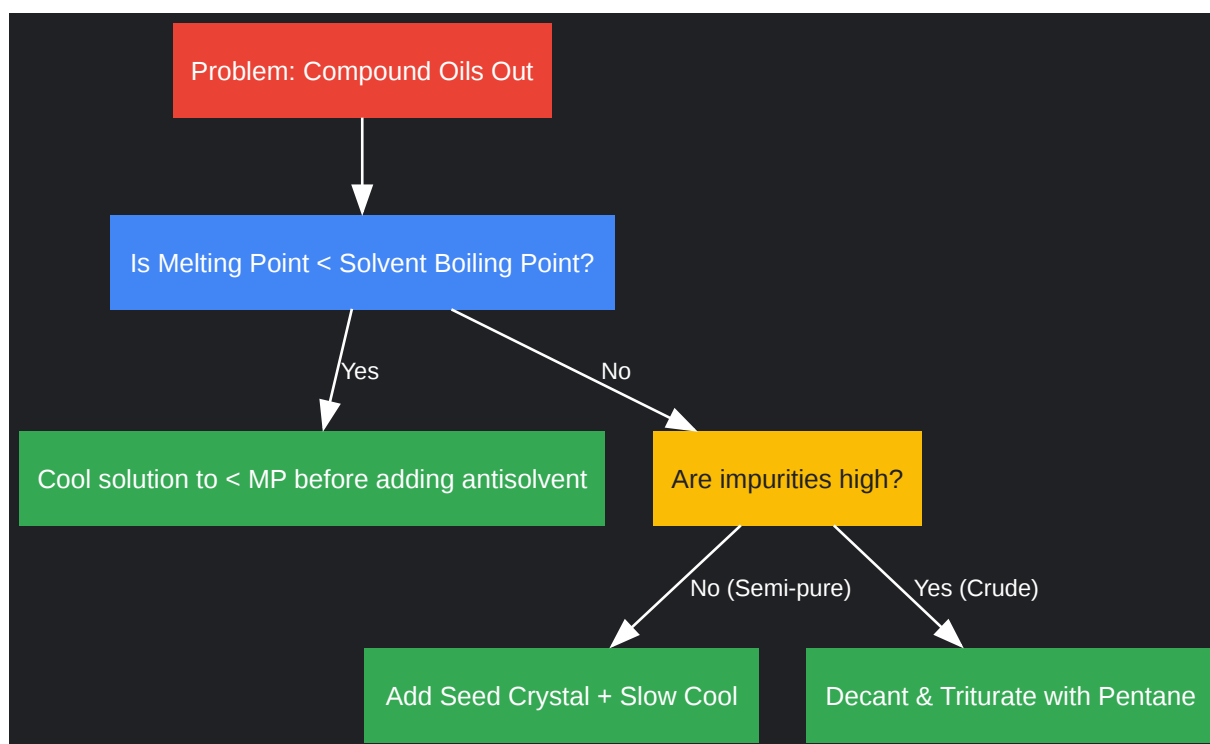 Problem: Compound Oils Out
Is Melting Point < Solvent Boiling Point?
Yes
No
Cool solution to < MP before adding antisolvent
Are impurities high?
No (Semi-pure)
Yes (Crude)
Add Seed Crystal + Slow Cool
Decant & Triturate with Pentane